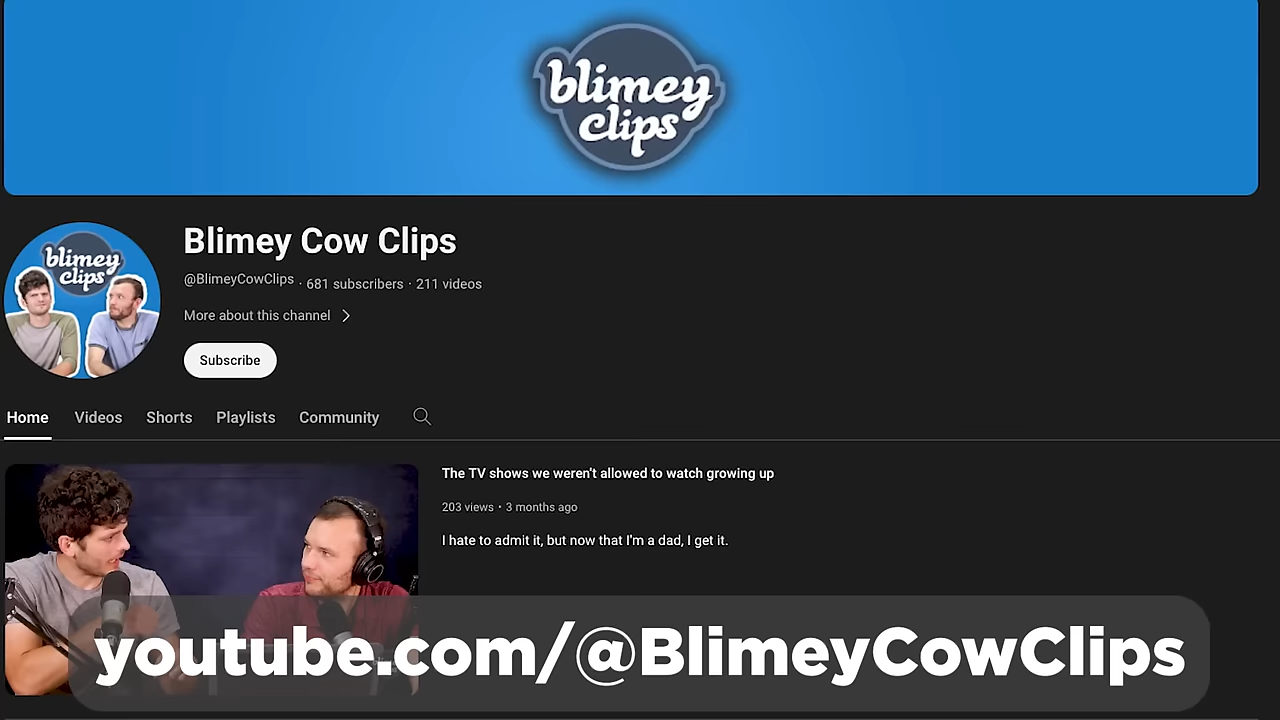 blimey
clips
blimey
clips
Blimey Cow Clips
@BlimeyCowClips · 681 subscribers · 211 videos
More about this channel
Subscribe
Home Videos Shorts Playlists Community
The TV shows we weren't allowed to watch growing up
203 views • 3 months ago
I hate to admit it, but now that I'm a dad, I get it.
youtube.com/@BlimeyCowClips